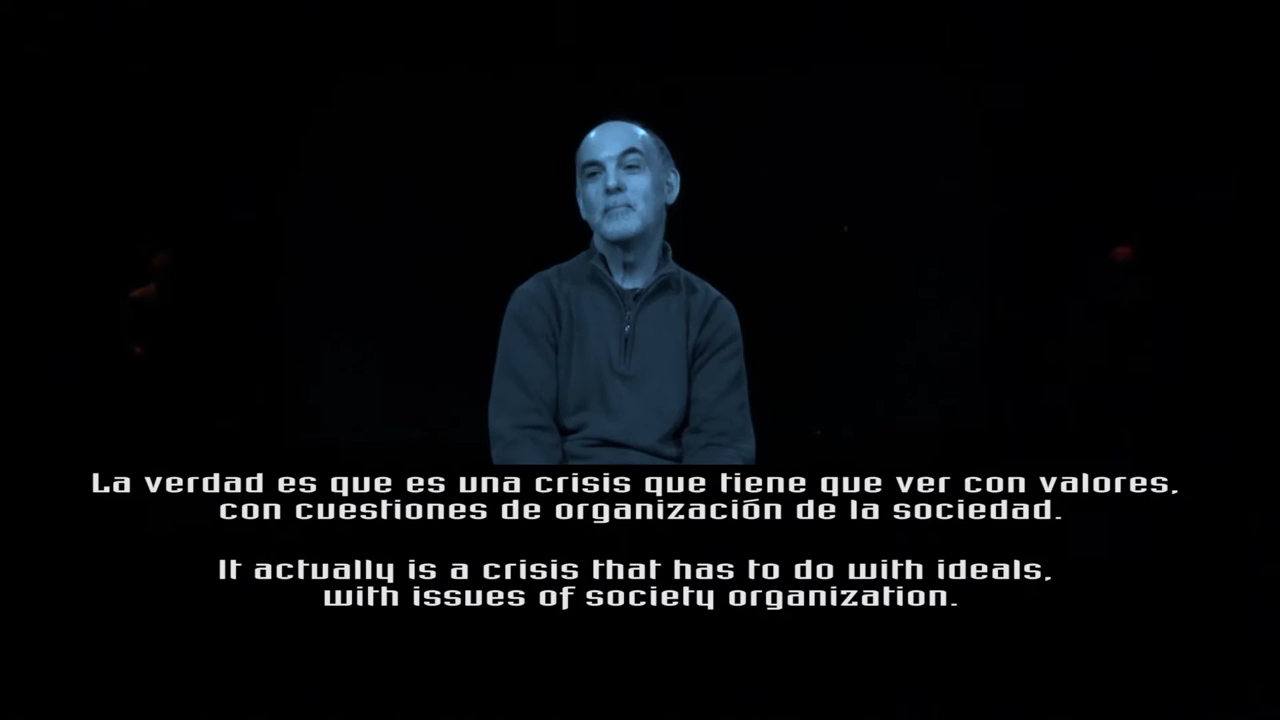 La verdad es que es una crisis que tiene que ver con valores,
con cuestiones de organización de la sociedad.
It actually is a crisis that has to do with ideals,
with issues of society organization.